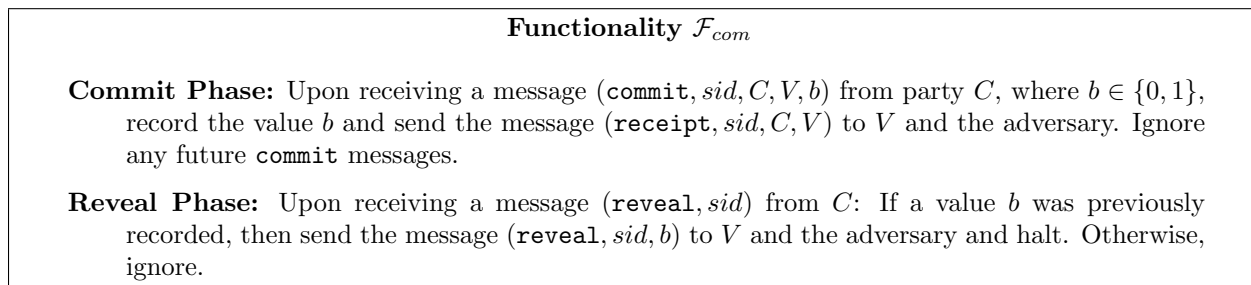 Functionality $\mathcal{F}_{com}$
Commit Phase: Upon receiving a message (commit, sid, C, V, b) from party C, where b ∈ {0, 1},
record the value b and send the message (receipt, sid, C, V) to V and the adversary. Ignore
any future commit messages.
Reveal Phase: Upon receiving a message (reveal, sid) from C: If a value b was previously
recorded, then send the message (reveal, sid, b) to V and the adversary and halt. Otherwise,
ignore.